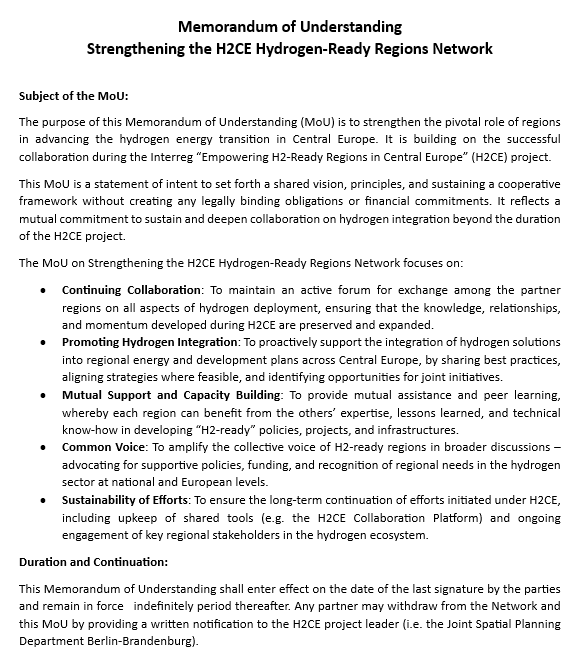 Memorandum of Understanding
Strengthening the H2CE Hydrogen-Ready Regions Network
Subject of the MoU:
The purpose of this Memorandum of Understanding (MoU) is to strengthen the pivotal role of regions
in advancing the hydrogen energy transition in Central Europe. It is building on the successful
collaboration during the Interreg “Empowering H2-Ready Regions in Central Europe” (H2CE) project.
This MoU is a statement of intent to set forth a shared vision, principles, and sustaining a cooperative
framework without creating any legally binding obligations or financial commitments. It reflects a
mutual commitment to sustain and deepen collaboration on hydrogen integration beyond the duration
of the H2CE project.
The MoU on Strengthening the H2CE Hydrogen-Ready Regions Network focuses on:
• Continuing Collaboration: To maintain an active forum for exchange among the partner
regions on all aspects of hydrogen deployment, ensuring that the knowledge, relationships,
and momentum developed during H2CE are preserved and expanded.
• Promoting Hydrogen Integration: To proactively support the integration of hydrogen solutions
into regional energy and development plans across Central Europe, by sharing best practices,
aligning strategies where feasible, and identifying opportunities for joint initiatives.
• Mutual Support and Capacity Building: To provide mutual assistance and peer learning,
whereby each region can benefit from the others’ expertise, lessons learned, and technical
know-how in developing “H2-ready” policies, projects, and infrastructures.
• Common Voice: To amplify the collective voice of H2-ready regions in broader discussions –
advocating for supportive policies, funding, and recognition of regional needs in the hydrogen
sector at national and European levels.
• Sustainability of Efforts: To ensure the long-term continuation of efforts initiated under H2CE,
including upkeep of shared tools (e.g. the H2CE Collaboration Platform) and ongoing
engagement of key regional stakeholders in the hydrogen ecosystem.
Duration and Continuation:
This Memorandum of Understanding shall enter effect on the date of the last signature by the parties
and remain in force  indefinitely period thereafter. Any partner may withdraw from the Network and
this MoU by providing a written notification to the H2CE project leader (i.e. the Joint Spatial Planning
Department Berlin-Brandenburg).